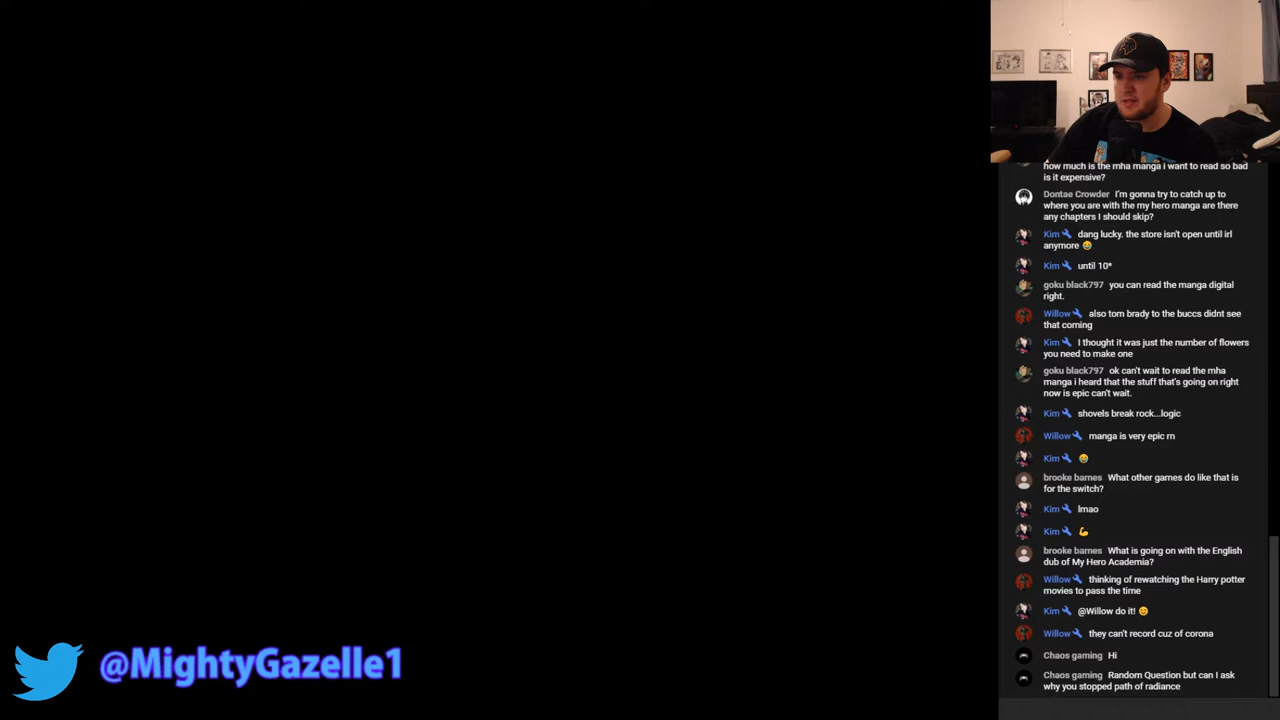 how much is the mha manga i want to read so bad
is it expensive?
Dontae Crowder I'm gonna try to catch up to
where you are with the my hero manga are there
any chapters I should skip?
Kim dang lucky. the store isn't open until irl
anymore 😂
Kim until 10*
goku black797 you can read the manga digital
right.
Willow also tom brady to the buccs didnt see
that coming
Kim I thought it was just the number of flowers
you need to make one
goku black797 ok can't wait to read the mha
manga i heard that the stuff that's going on right
now is epic can't wait.
Kim shovels break rock...logic
Willow manga is very epic rn
Kim 😂
brooke barnes What other games do like that is
for the switch?
Kim lmao
Kim 💪
brooke barnes What is going on with the English
dub of My Hero Academia?
Willow thinking of rewatching the Harry potter
movies to pass the time
Kim @Willow do it! 😊
Willow they can't record cuz of corona
Chaos gaming Hi
Chaos gaming Random Question but can I ask
why you stopped path of radiance
@MightyGazelle1